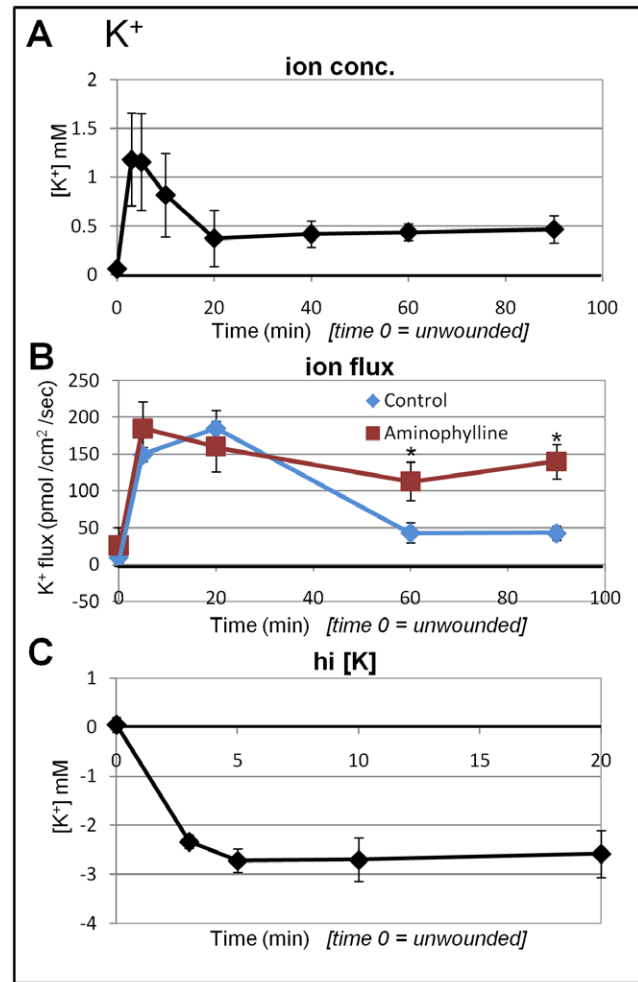 A K⁺
ion conc.
2
1.5
1
0.5
0
[K⁺] mM
0 20 40 60 80 100
Time (min) [time 0 = unwounded]
B
ion flux
250
200
150
100
50
0
-50
K⁺ flux (pmol /cm² /sec)
Control
Aminophylline
* *
0 20 40 60 80 100
Time (min) [time 0 = unwounded]
C
hi [K]
1
0
-1
-2
-3
-4
[K⁺] mM
0 5 10 15 20
Time (min) [time 0 = unwounded]